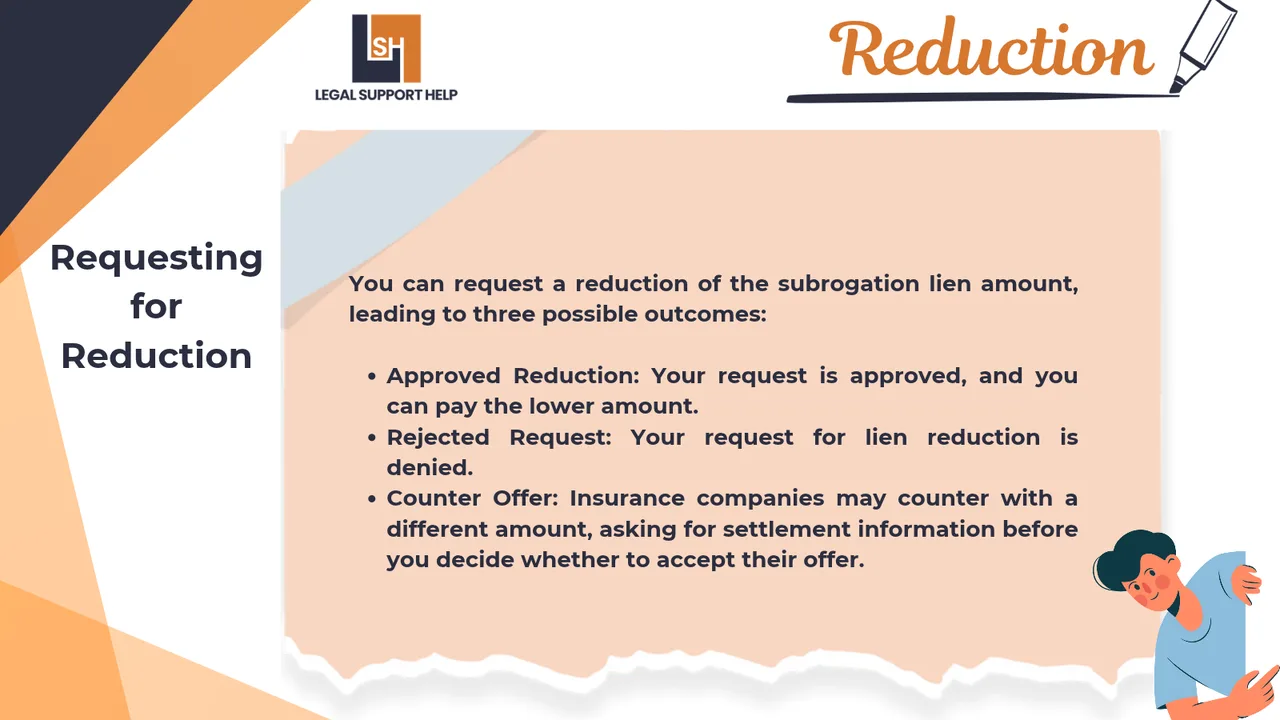 SH
LEGAL SUPPORT HELP
Reduction
Requesting
for
Reduction
You can request a reduction of the subrogation lien amount,
leading to three possible outcomes:
• Approved Reduction: Your request is approved, and you
can pay the lower amount.
• Rejected Request: Your request for lien reduction is
denied.
• Counter Offer: Insurance companies may counter with a
different amount, asking for settlement information before
you decide whether to accept their offer.